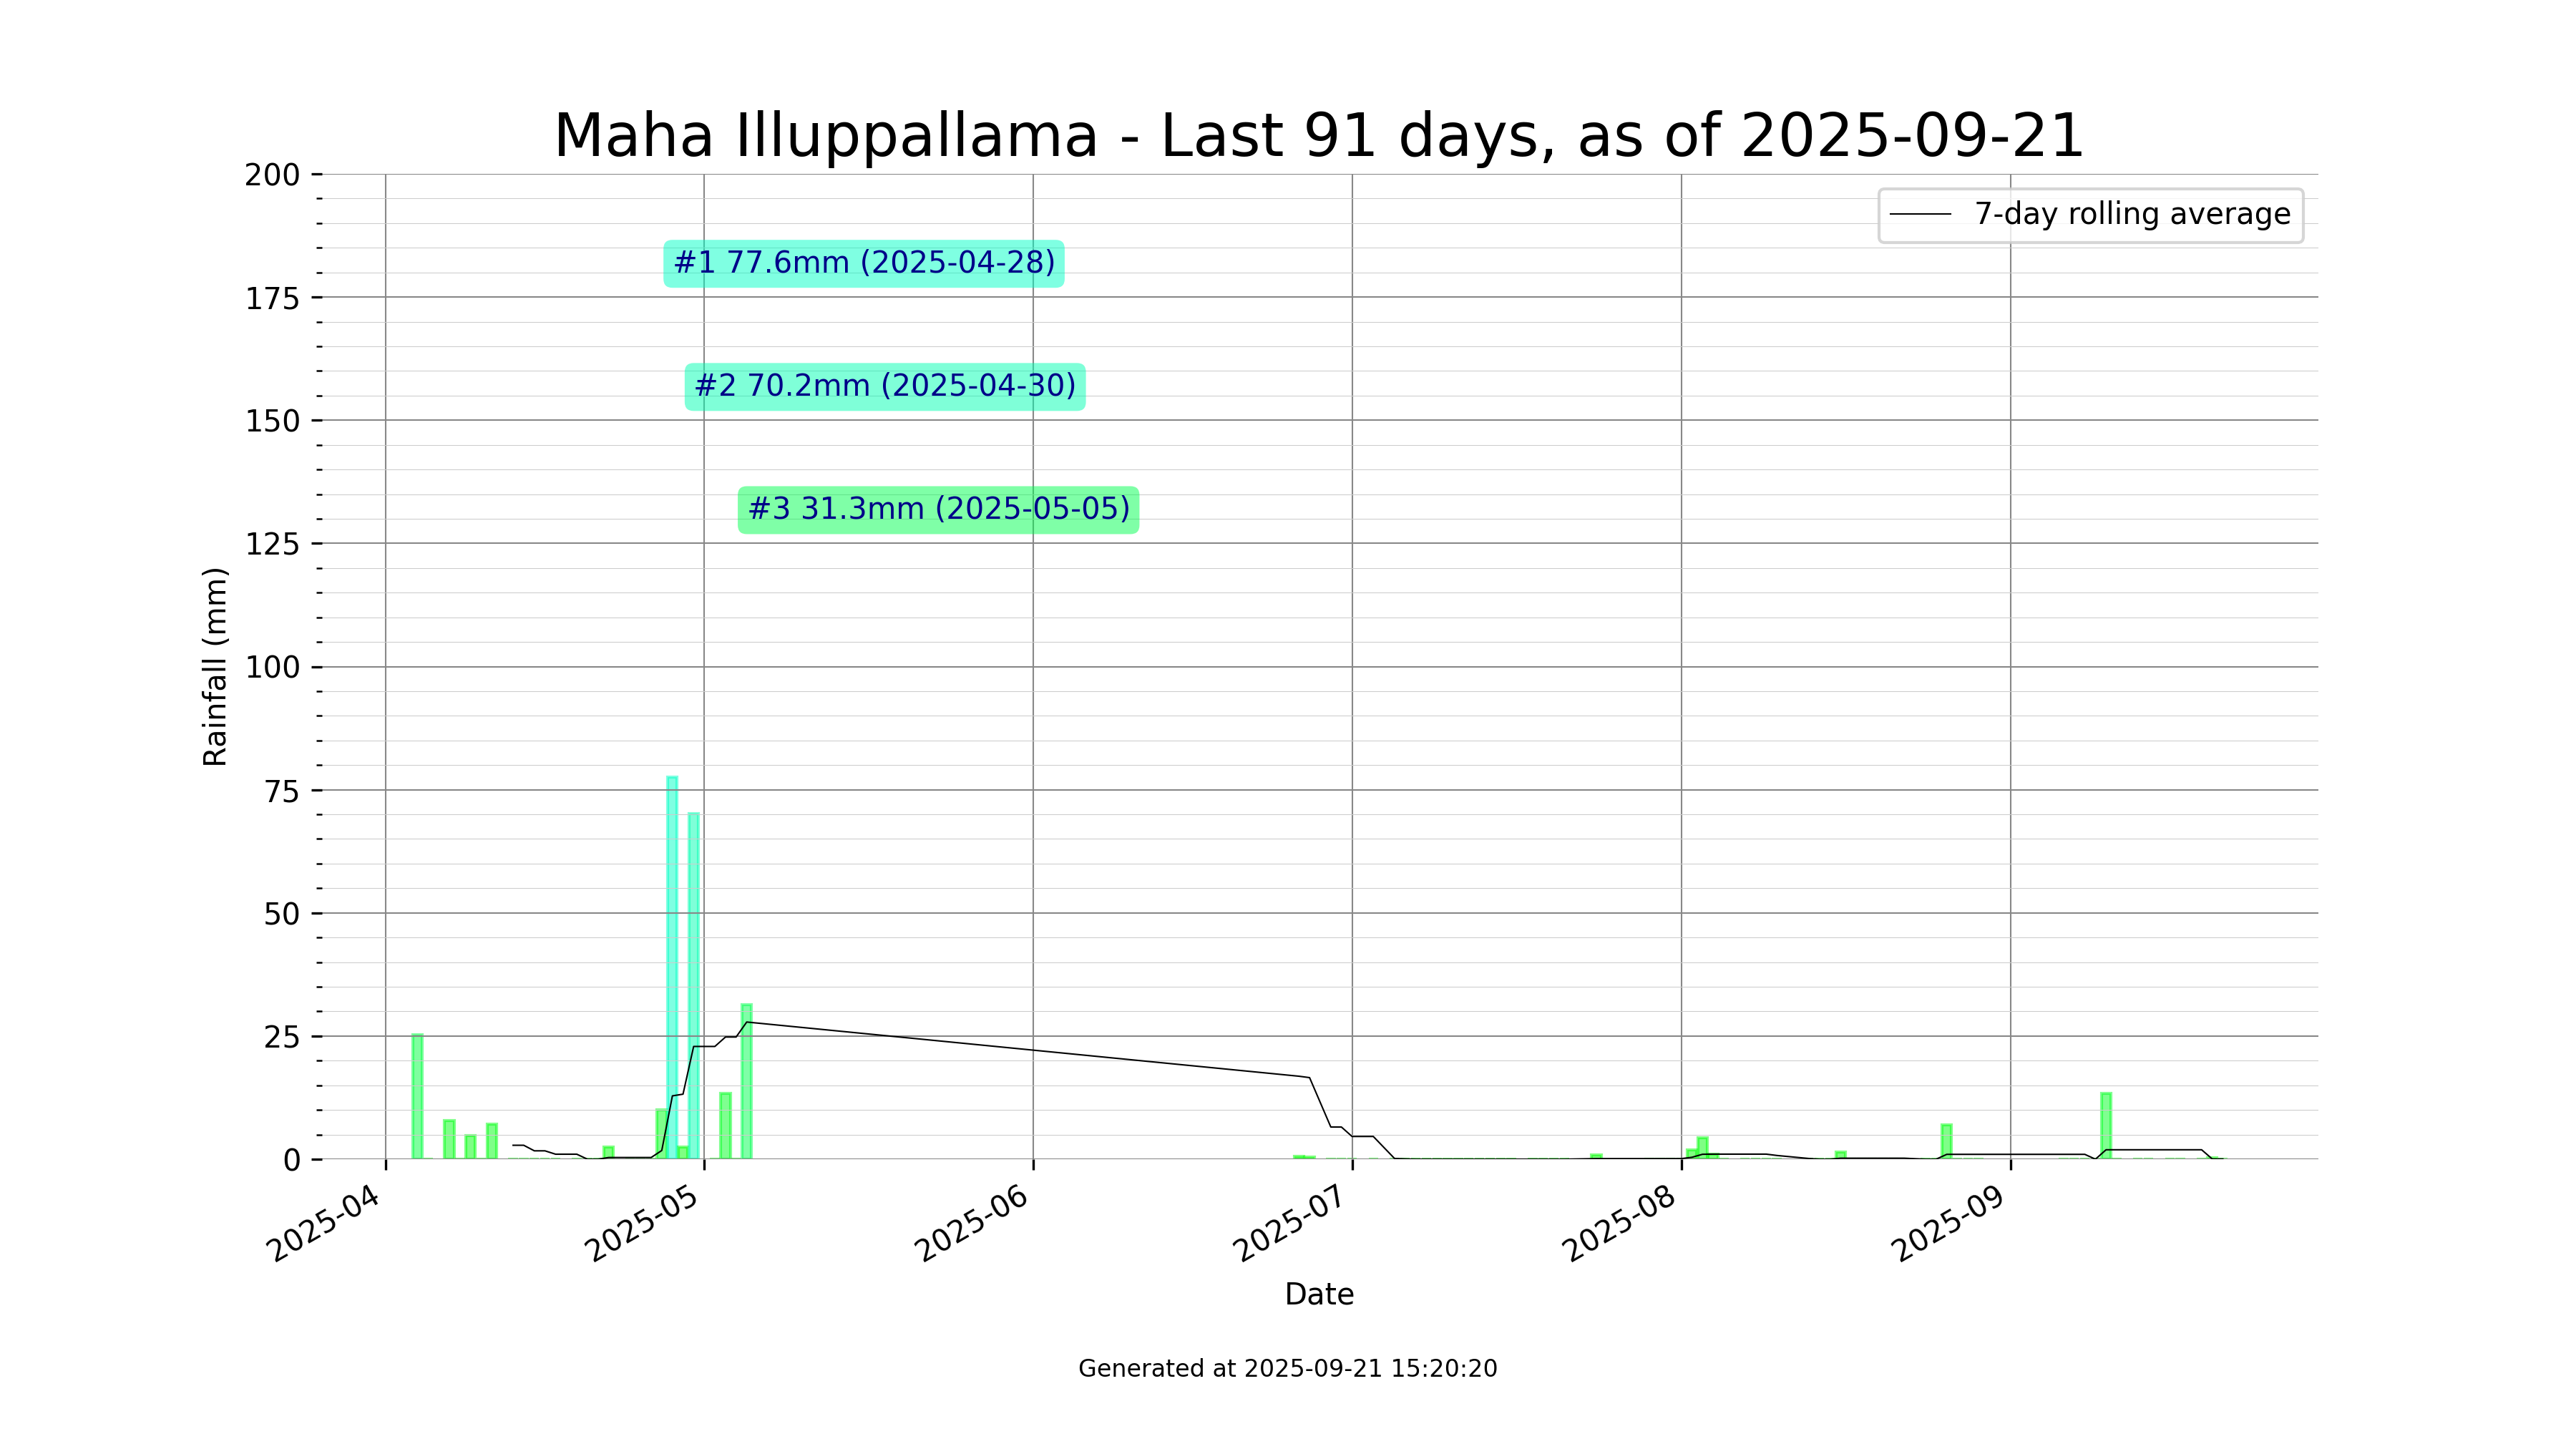 Maha Illuppallama - Last 91 days, as of 2025-09-21
200
175
150
125
100
75
50
25
0
Rainfall (mm)
7-day rolling average
#1 77.6mm (2025-04-28)
#2 70.2mm (2025-04-30)
#3 31.3mm (2025-05-05)
2025-04
2025-05
2025-06
2025-07
2025-08
2025-09
Date
Generated at 2025-09-21 15:20:20